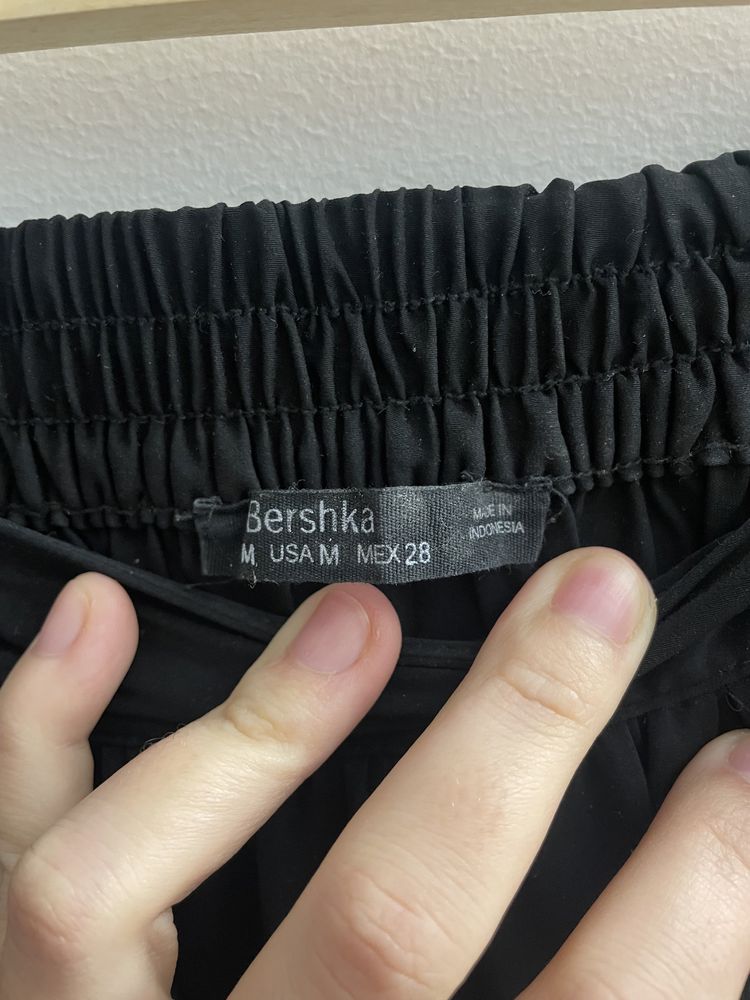 Bershka
M USA M MEX 28
MADE IN
INDONESIA